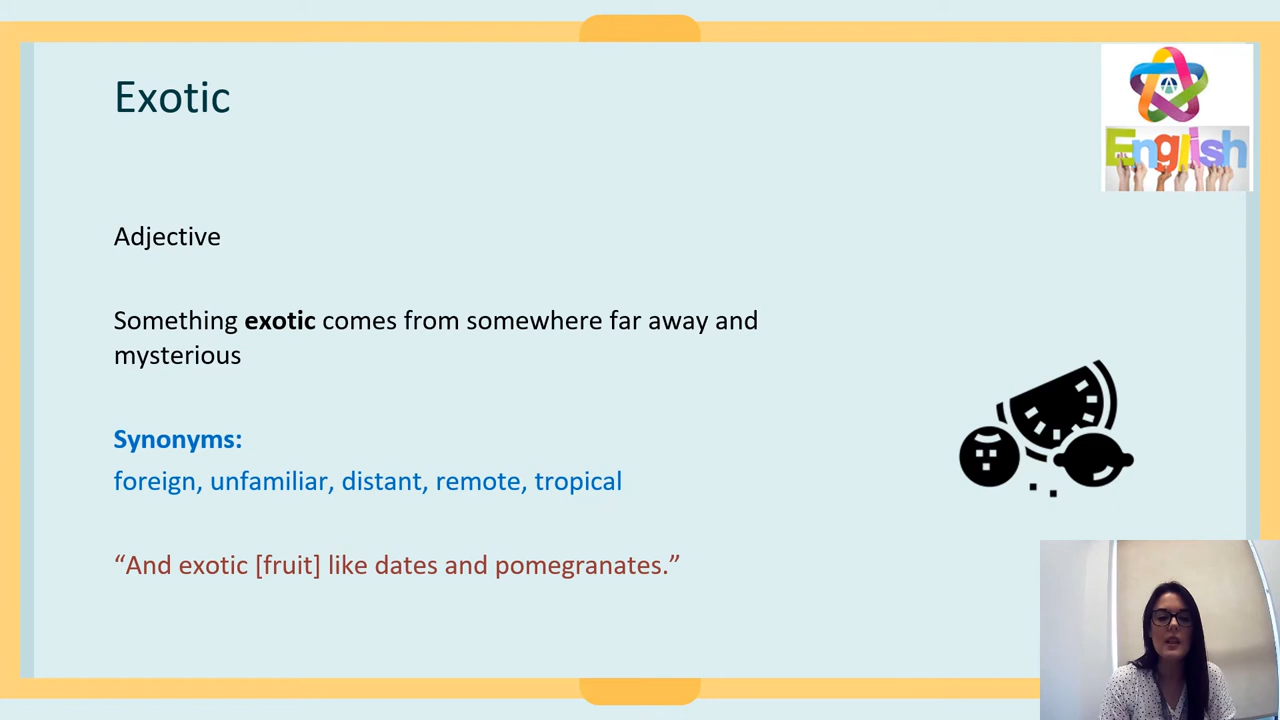 Exotic
English
Adjective
Something exotic comes from somewhere far away and
mysterious
Synonyms:
foreign, unfamiliar, distant, remote, tropical
“And exotic [fruit] like dates and pomegranates.”